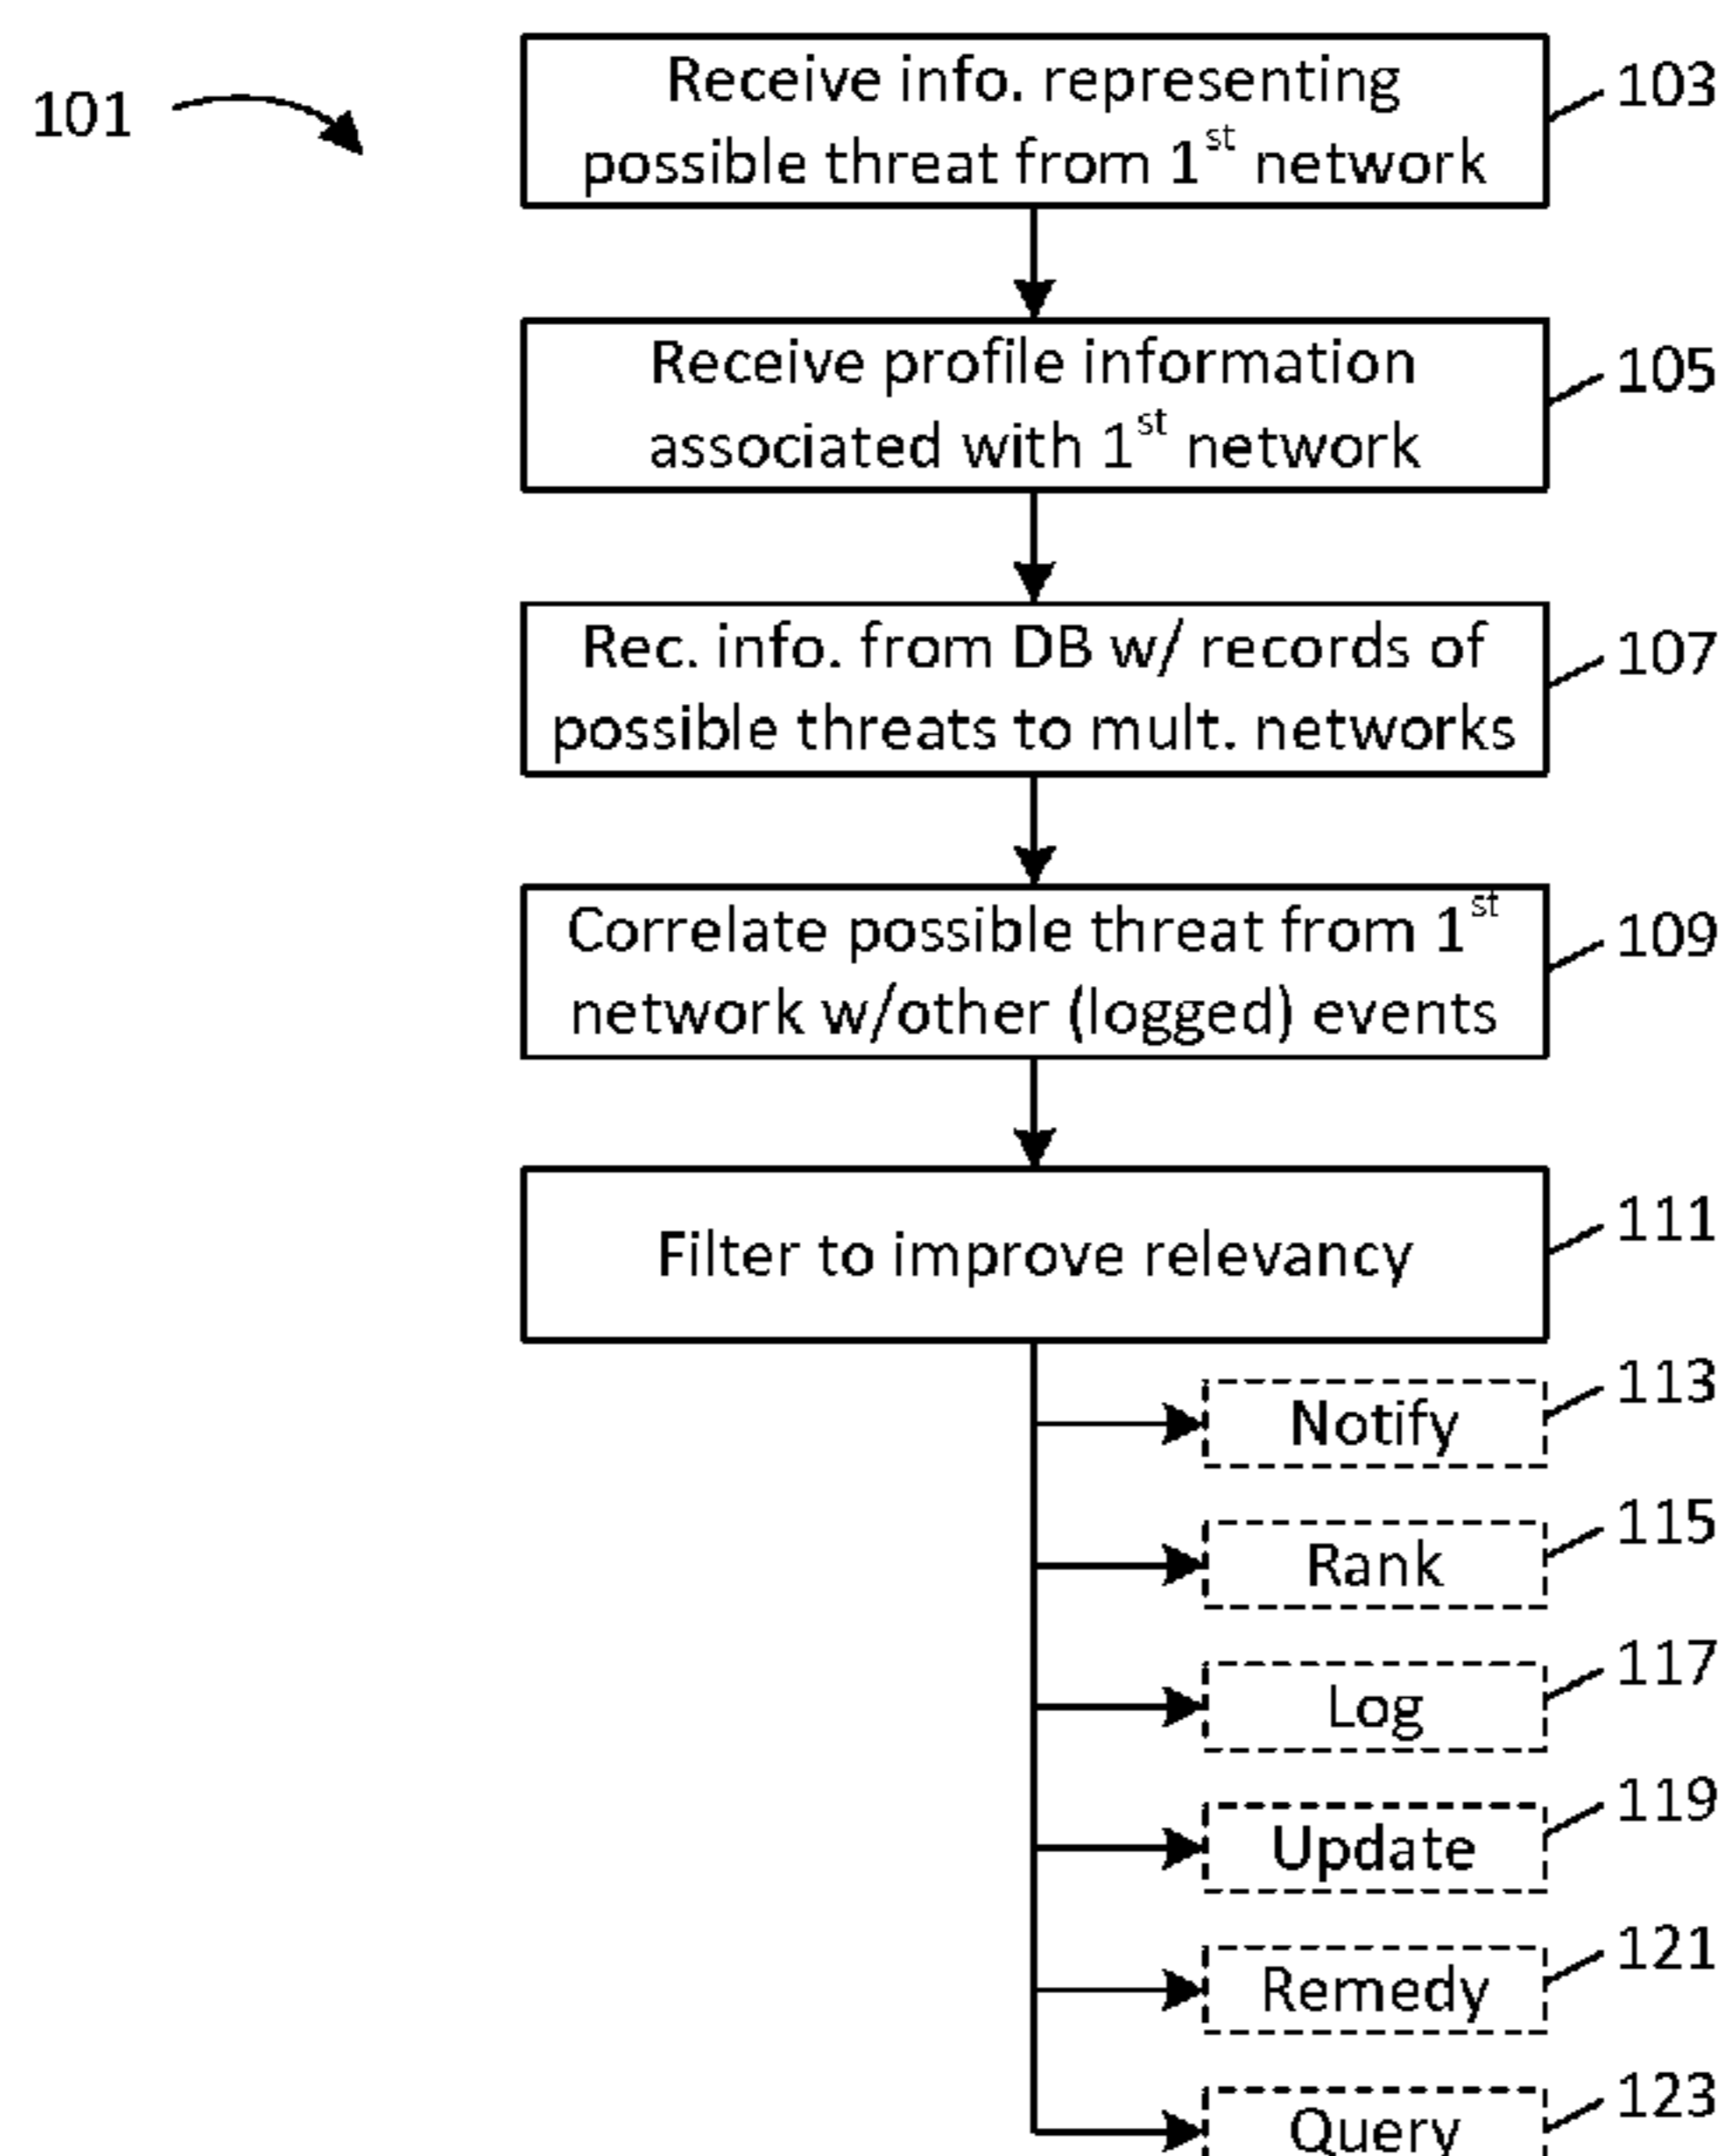 101
Receive info. representing
possible threat from 1st network
103
Receive profile information
associated with 1st network
105
Rec. info. from DB w/ records of
possible threats to mult. networks
107
Correlate possible threat from 1st
network w/other (logged) events
109
Filter to improve relevancy
111
Notify
113
Rank
115
Log
117
Update
119
Remedy
121
Query
123